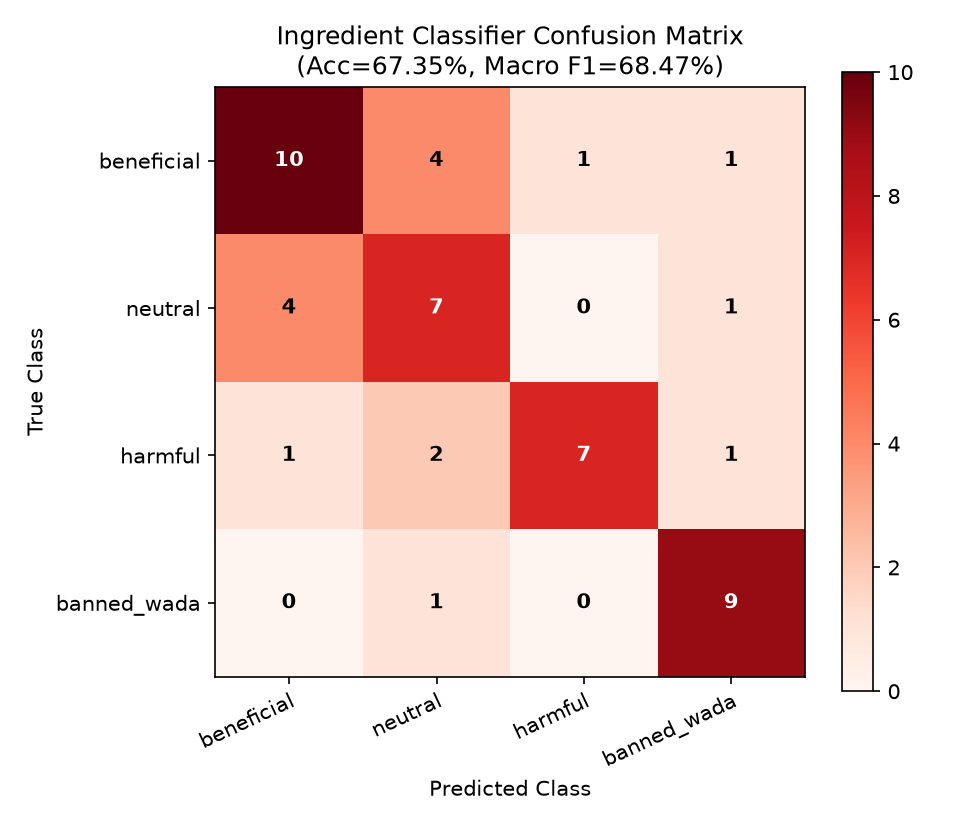 Ingredient Classifier Confusion Matrix
(Acc=67.35%, Macro F1=68.47%)
True Class
beneficial 10 4 1 1
neutral 4 7 0 1
harmful 1 2 7 1
banned_wada 0 1 0 9
beneficial neutral harmful banned_wada
Predicted Class
10
8
6
4
2
0